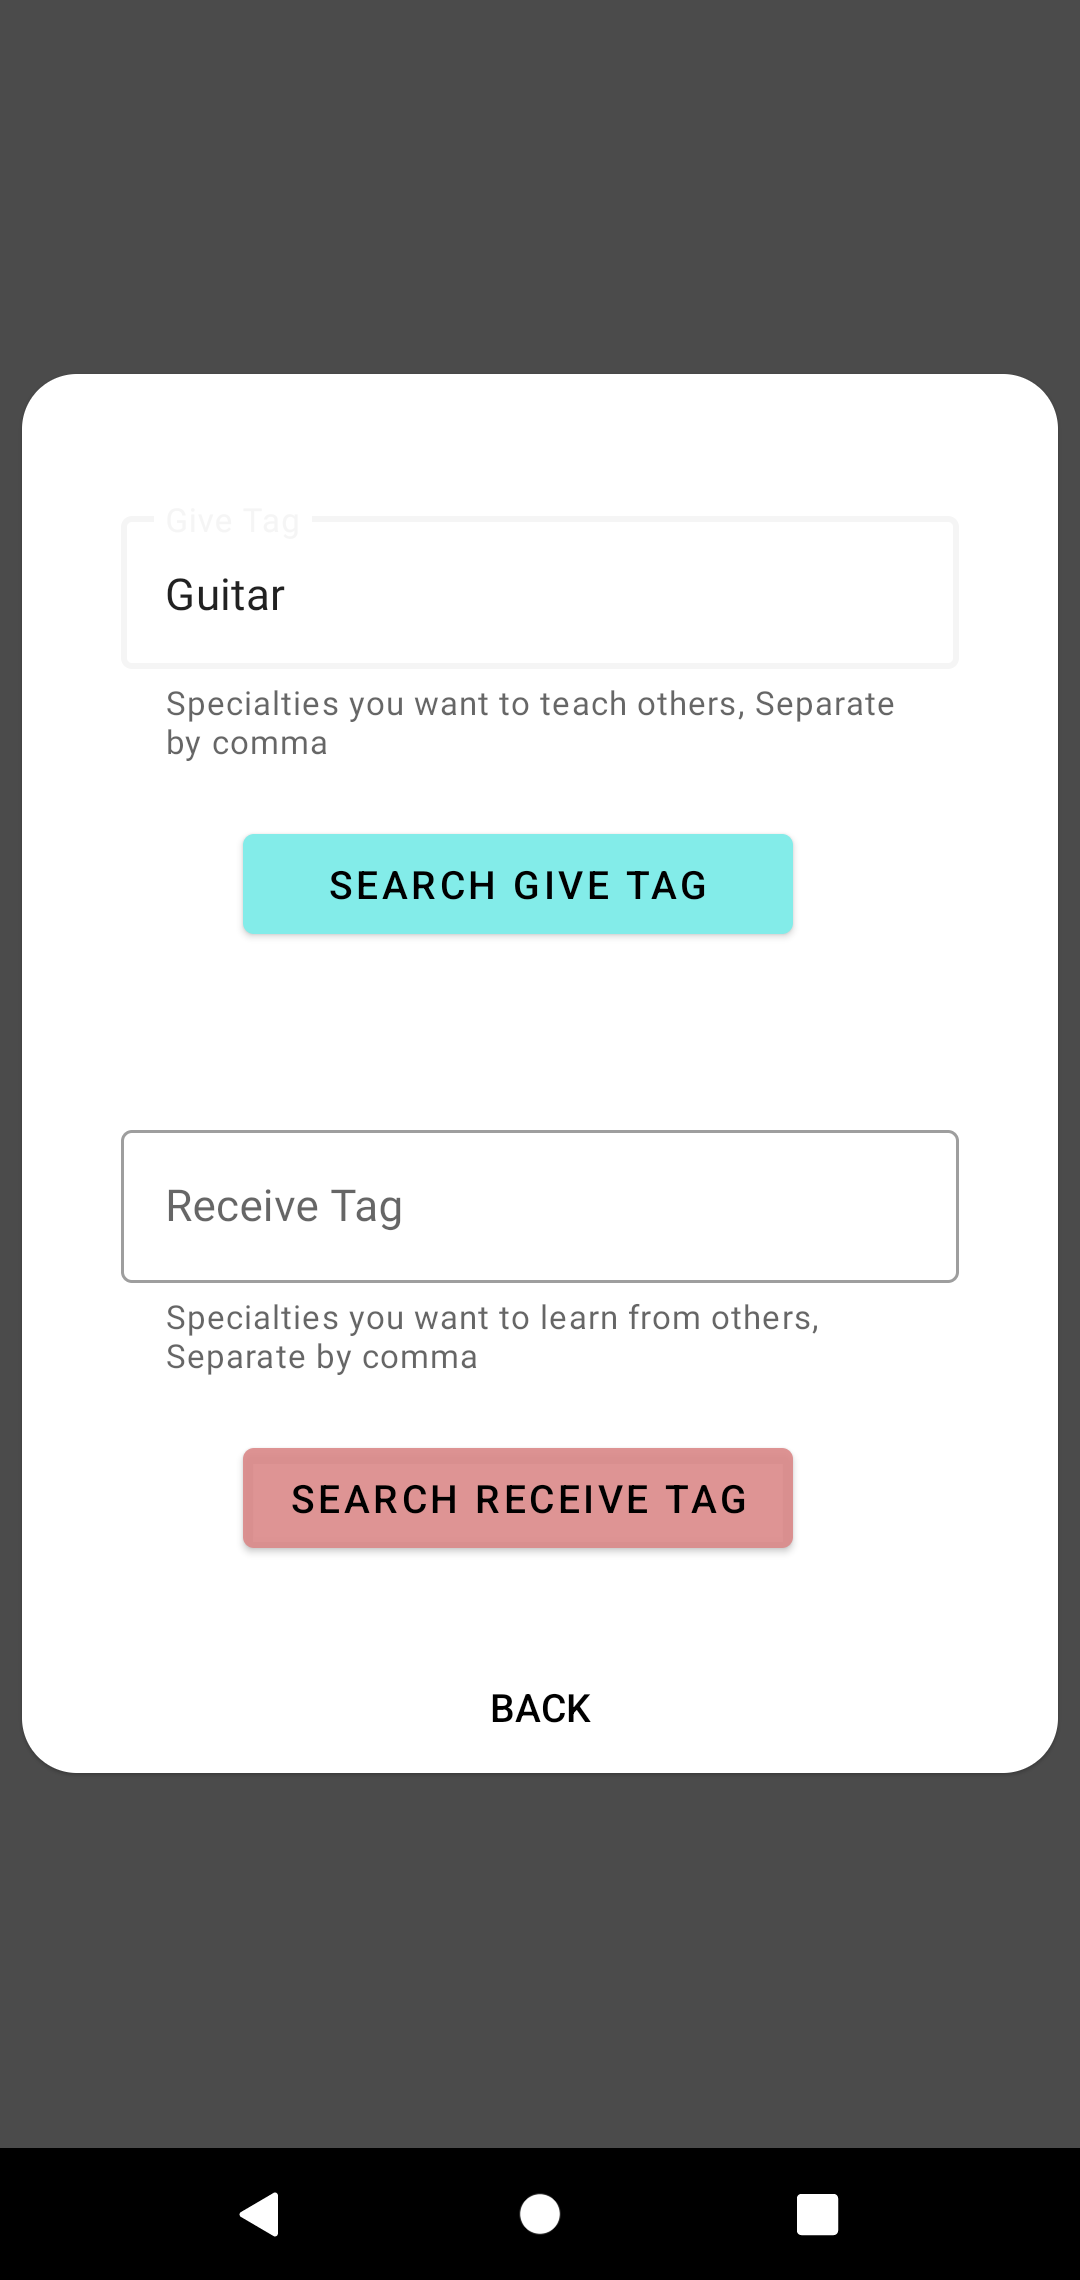 Give Tag
Guitar
Specialties you want to teach others, Separate
by comma
SEARCH GIVE TAG
Receive Tag
Specialties you want to learn from others,
Separate by comma
SEARCH RECEIVE TAG
BACK